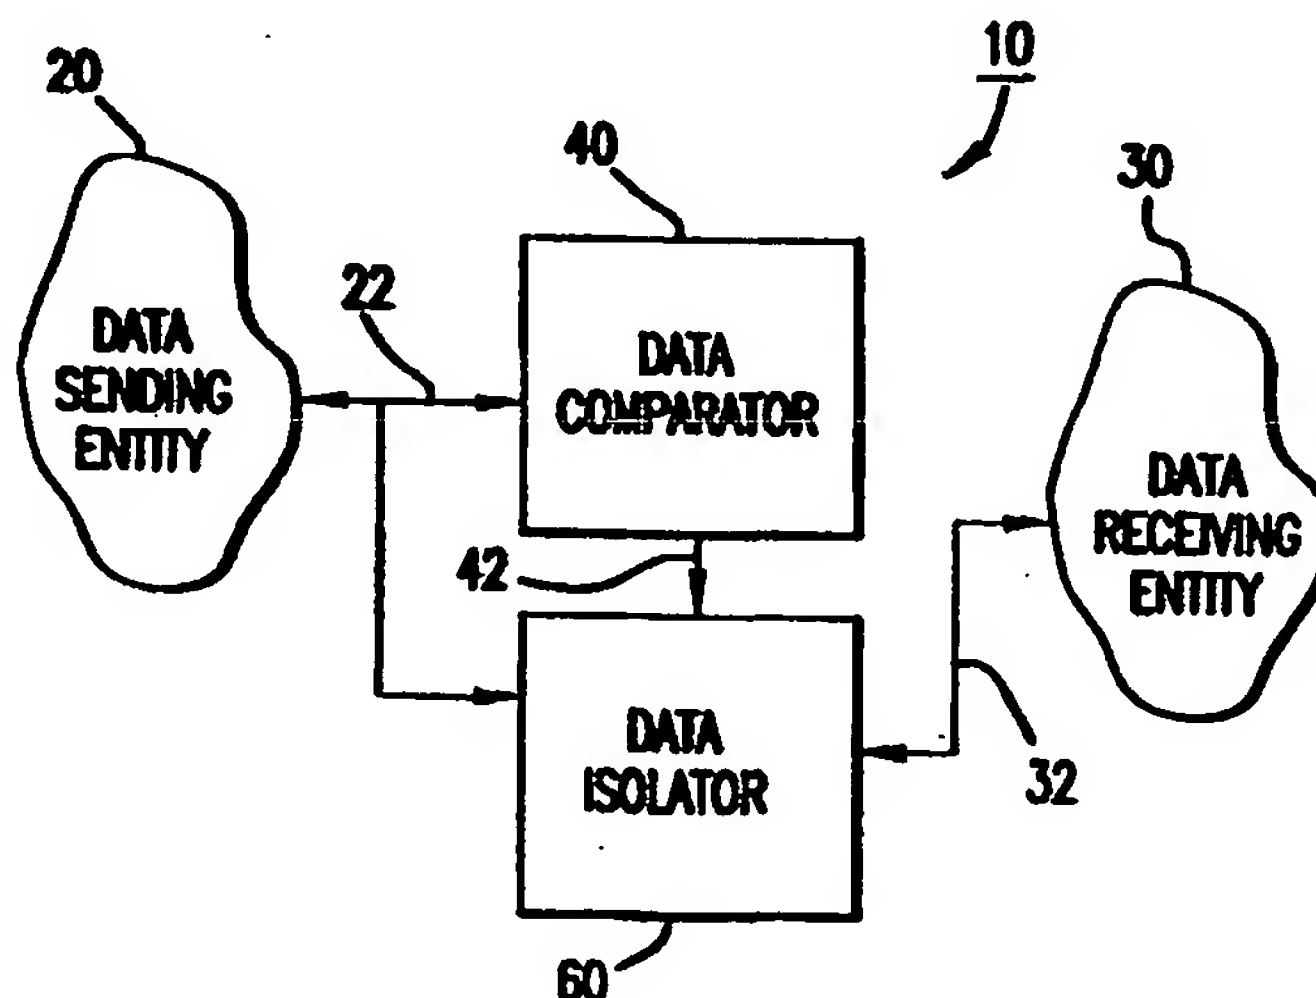 10
20
40
30
22
DATA
SENDING
ENTITY
DATA
COMPARATOR
DATA
RECEIVING
ENTITY
42
DATA
ISOLATOR
32
60